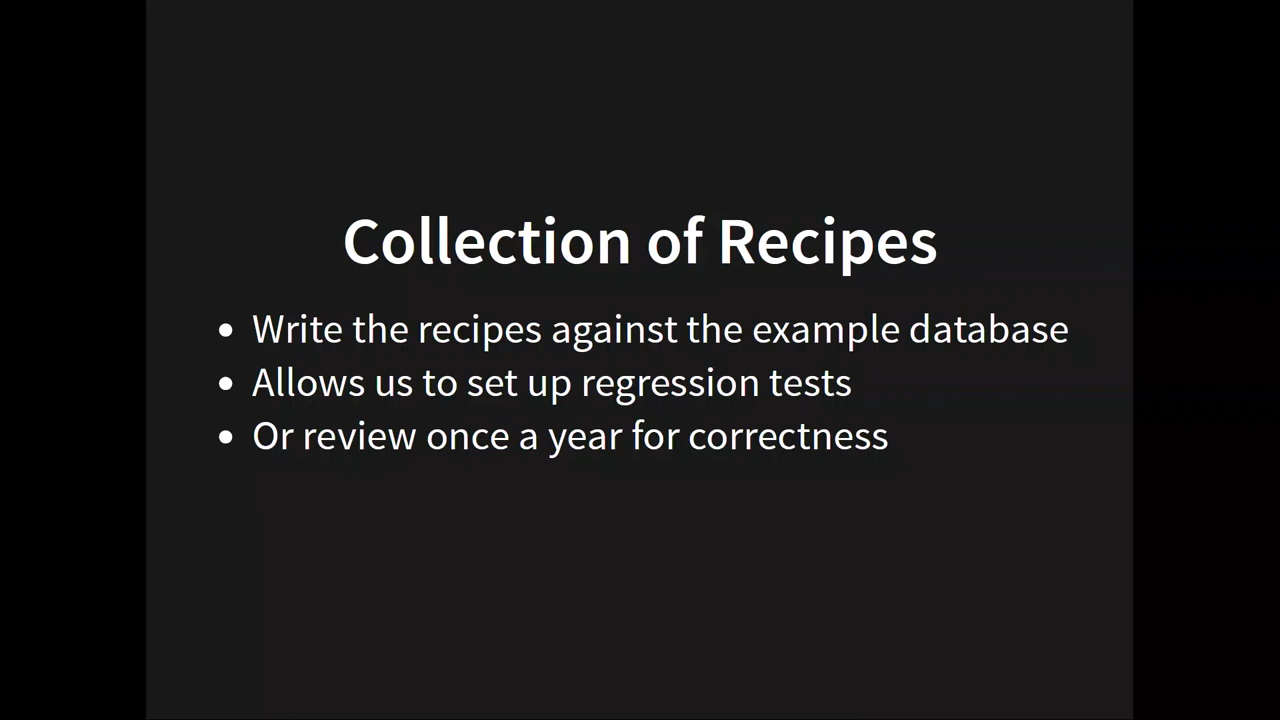 Collection of Recipes
• Write the recipes against the example database
• Allows us to set up regression tests
• Or review once a year for correctness